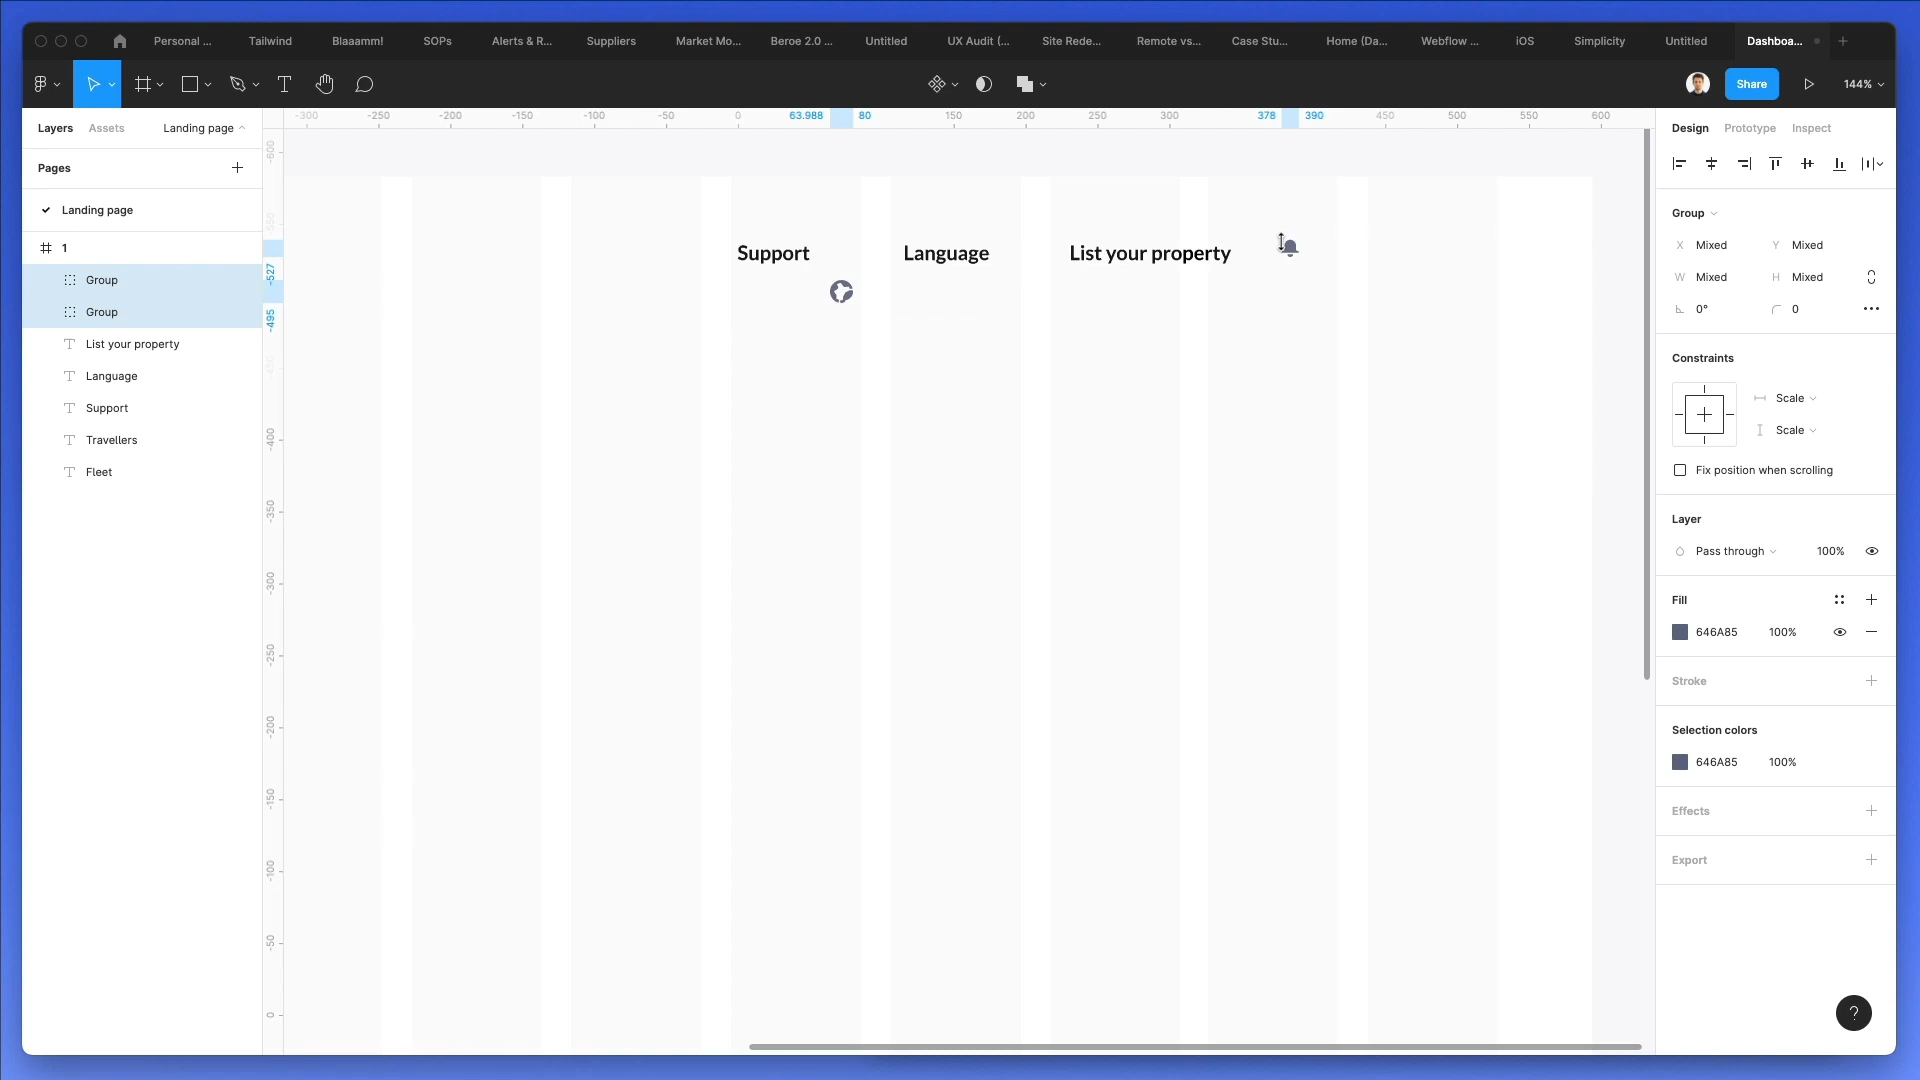 Personal ... Tailwind Blaaamm! SOPs Alerts & R... Suppliers Market Mo... Beroe 2.0 ... Untitled UX Audit (... Site Rede... Remote vs... Case Stu... Home (Da... Webflow ... iOS Simplicity Untitled Dashboa...
Share 144%
Layers Assets Landing page
-300 -250 -200 -150 -100 -50 0 63.988 80 150 200 250 300 378 390 450 500 550 600
Design Prototype Inspect
Pages
Landing page
1
Group
Group
List your property
Language
Support
Travellers
Fleet
-600
-550
-527
-495
-450
-400
-350
-300
-250
-200
-150
-100
-50
0
Support Language List your property
Group
X Mixed Y Mixed
W Mixed H Mixed
0° 0
Constraints
Scale
Scale
Fix position when scrolling
Layer
Pass through 100%
Fill
646A85 100%
Stroke
Selection colors
646A85 100%
Effects
Export
?